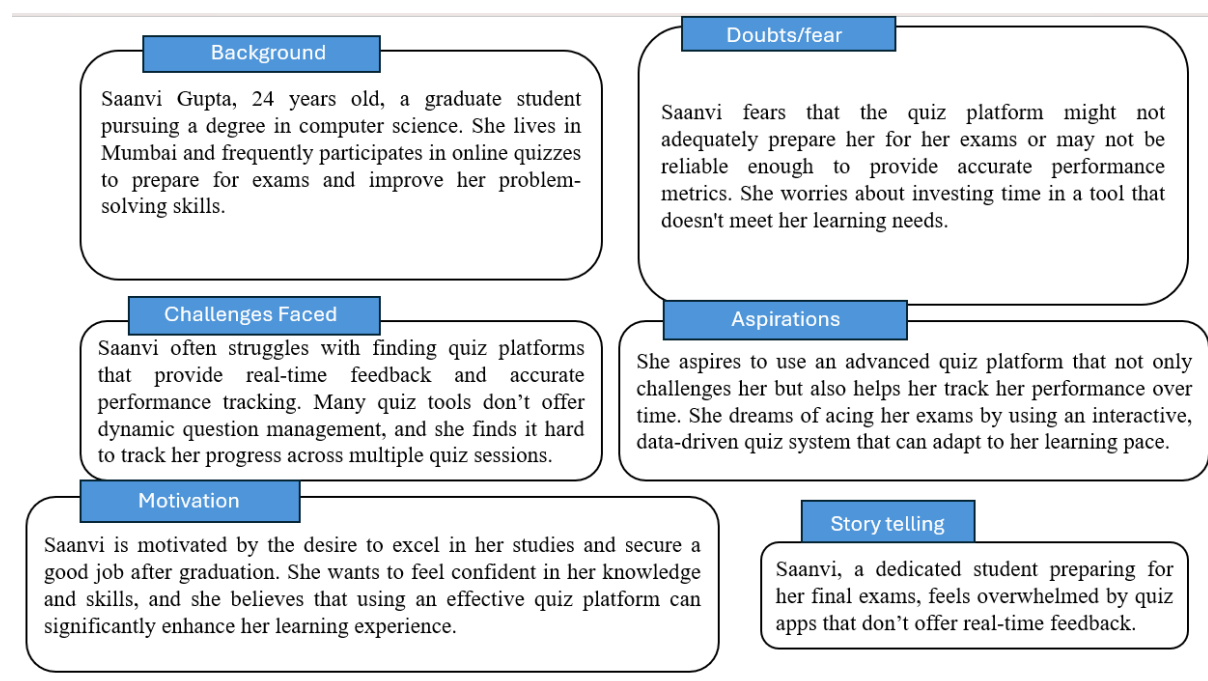 Background
Saanvi Gupta, 24 years old, a graduate student
pursuing a degree in computer science. She lives in
Mumbai and frequently participates in online quizzes
to prepare for exams and improve her problem-
solving skills.
Doubts/fear
Saanvi fears that the quiz platform might not
adequately prepare her for her exams or may not be
reliable enough to provide accurate performance
metrics. She worries about investing time in a tool that
doesn't meet her learning needs.
Challenges Faced
Saanvi often struggles with finding quiz platforms
that provide real-time feedback and accurate
performance tracking. Many quiz tools don’t offer
dynamic question management, and she finds it hard
to track her progress across multiple quiz sessions.
Aspirations
She aspires to use an advanced quiz platform that not only
challenges her but also helps her track her performance over
time. She dreams of acing her exams by using an interactive,
data-driven quiz system that can adapt to her learning pace.
Motivation
Saanvi is motivated by the desire to excel in her studies and secure a
good job after graduation. She wants to feel confident in her knowledge
and skills, and she believes that using an effective quiz platform can
significantly enhance her learning experience.
Story telling
Saanvi, a dedicated student preparing for
her final exams, feels overwhelmed by quiz
apps that don’t offer real-time feedback.